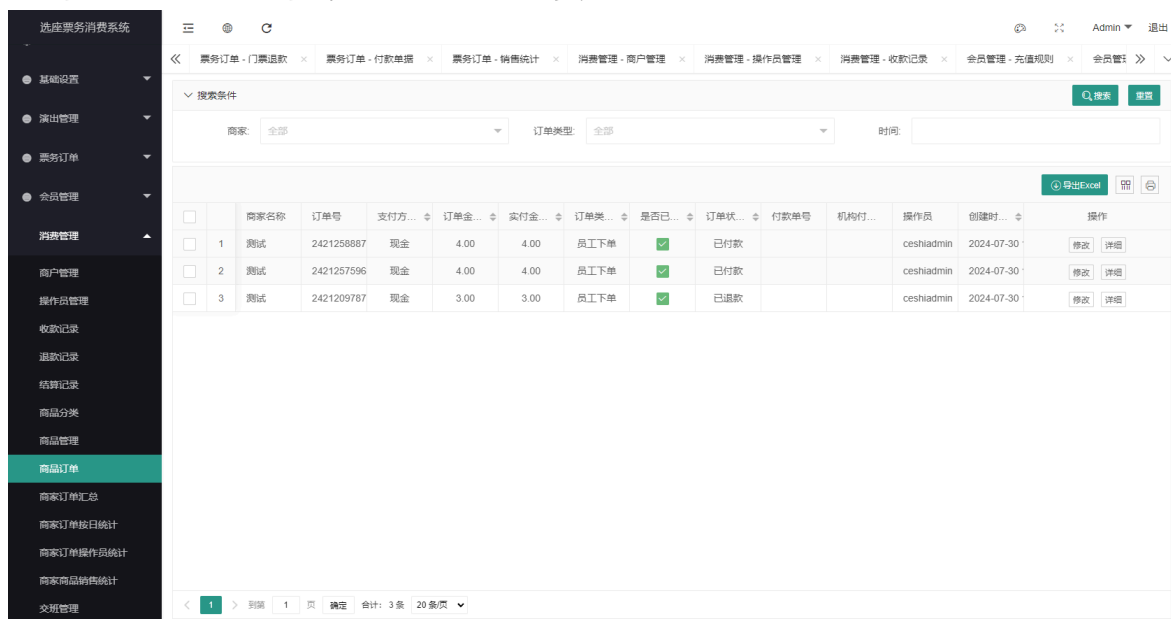 选座票务消费系统
Admin 退出
票务订单 - 门票退款 × 票务订单 - 付款单据 × 票务订单 - 销售统计 × 消费管理 - 商户管理 × 消费管理 - 操作员管理 × 消费管理 - 收款记录 × 会员管理 - 充值规则 × 会员管
基础设置
演出管理
票务订单
会员管理
消费管理
商户管理
操作员管理
收款记录
退款记录
结算记录
商品分类
商品管理
商品订单
商家订单汇总
商家订单按日统计
商家订单操作员统计
商家商品销售统计
交班管理
搜索条件 搜索 重置
商家: 全部 订单类型: 全部 时间:
导出Excel
商家名称 订单号 支付方... 订单金... 实付金... 订单类... 是否已... 订单状... 付款单号 机构付... 操作员 创建时... 操作
1 测试 2421258887 现金 4.00 4.00 员工下单 已付款 ceshiadmin 2024-07-30 修改 详细
2 测试 2421257596 现金 4.00 4.00 员工下单 已付款 ceshiadmin 2024-07-30 修改 详细
3 测试 2421209787 现金 3.00 3.00 员工下单 已退款 ceshiadmin 2024-07-30 修改 详细
1 到第 1 页 确定 合计: 3 条 20 条/页